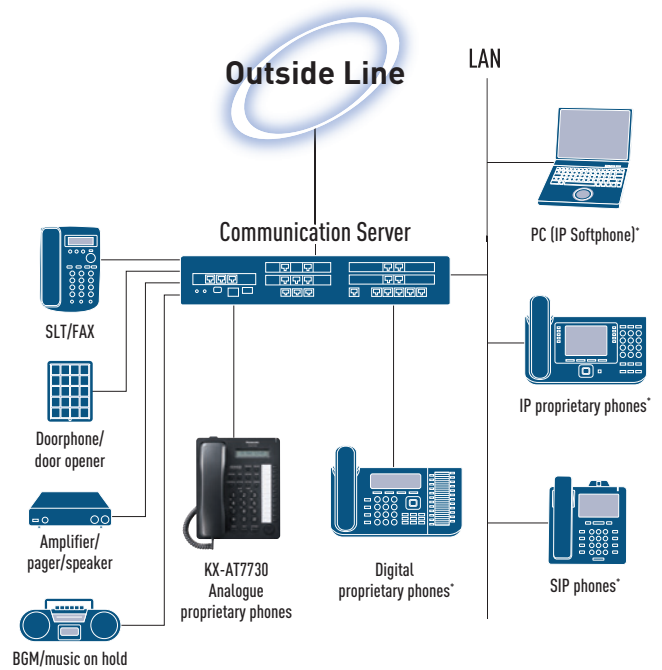 Outside Line
LAN
PC (IP Softphone)*
Communication Server
SLT/FAX
IP proprietary phones*
Doorphone/
door opener
Amplifier/
pager/speaker
KX-AT7730
Analogue
proprietary phones
Digital
proprietary phones*
SIP phones*
BGM/music on hold